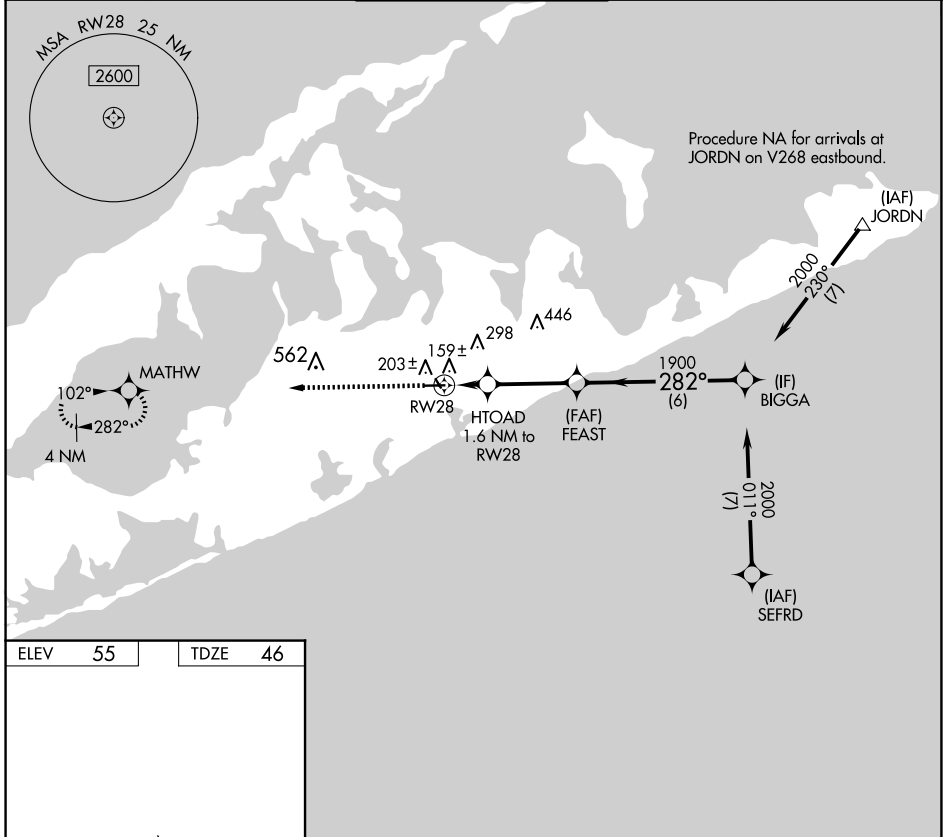 MSA RW28 25 NM
2600
Procedure NA for arrivals at
JORDN on V268 eastbound.
(IAF)
JORDN
2000
230°
(7)
446
298
159±
203±
562
MATHW
102°
282°
4 NM
RW28
HTOAD
1.6 NM to
RW28
(FAF)
FEAST
1900
282°
(6)
(IF)
BIGGA
2000
011°
(7)
(IAF)
SEFRD
ELEV 55
TDZE 46